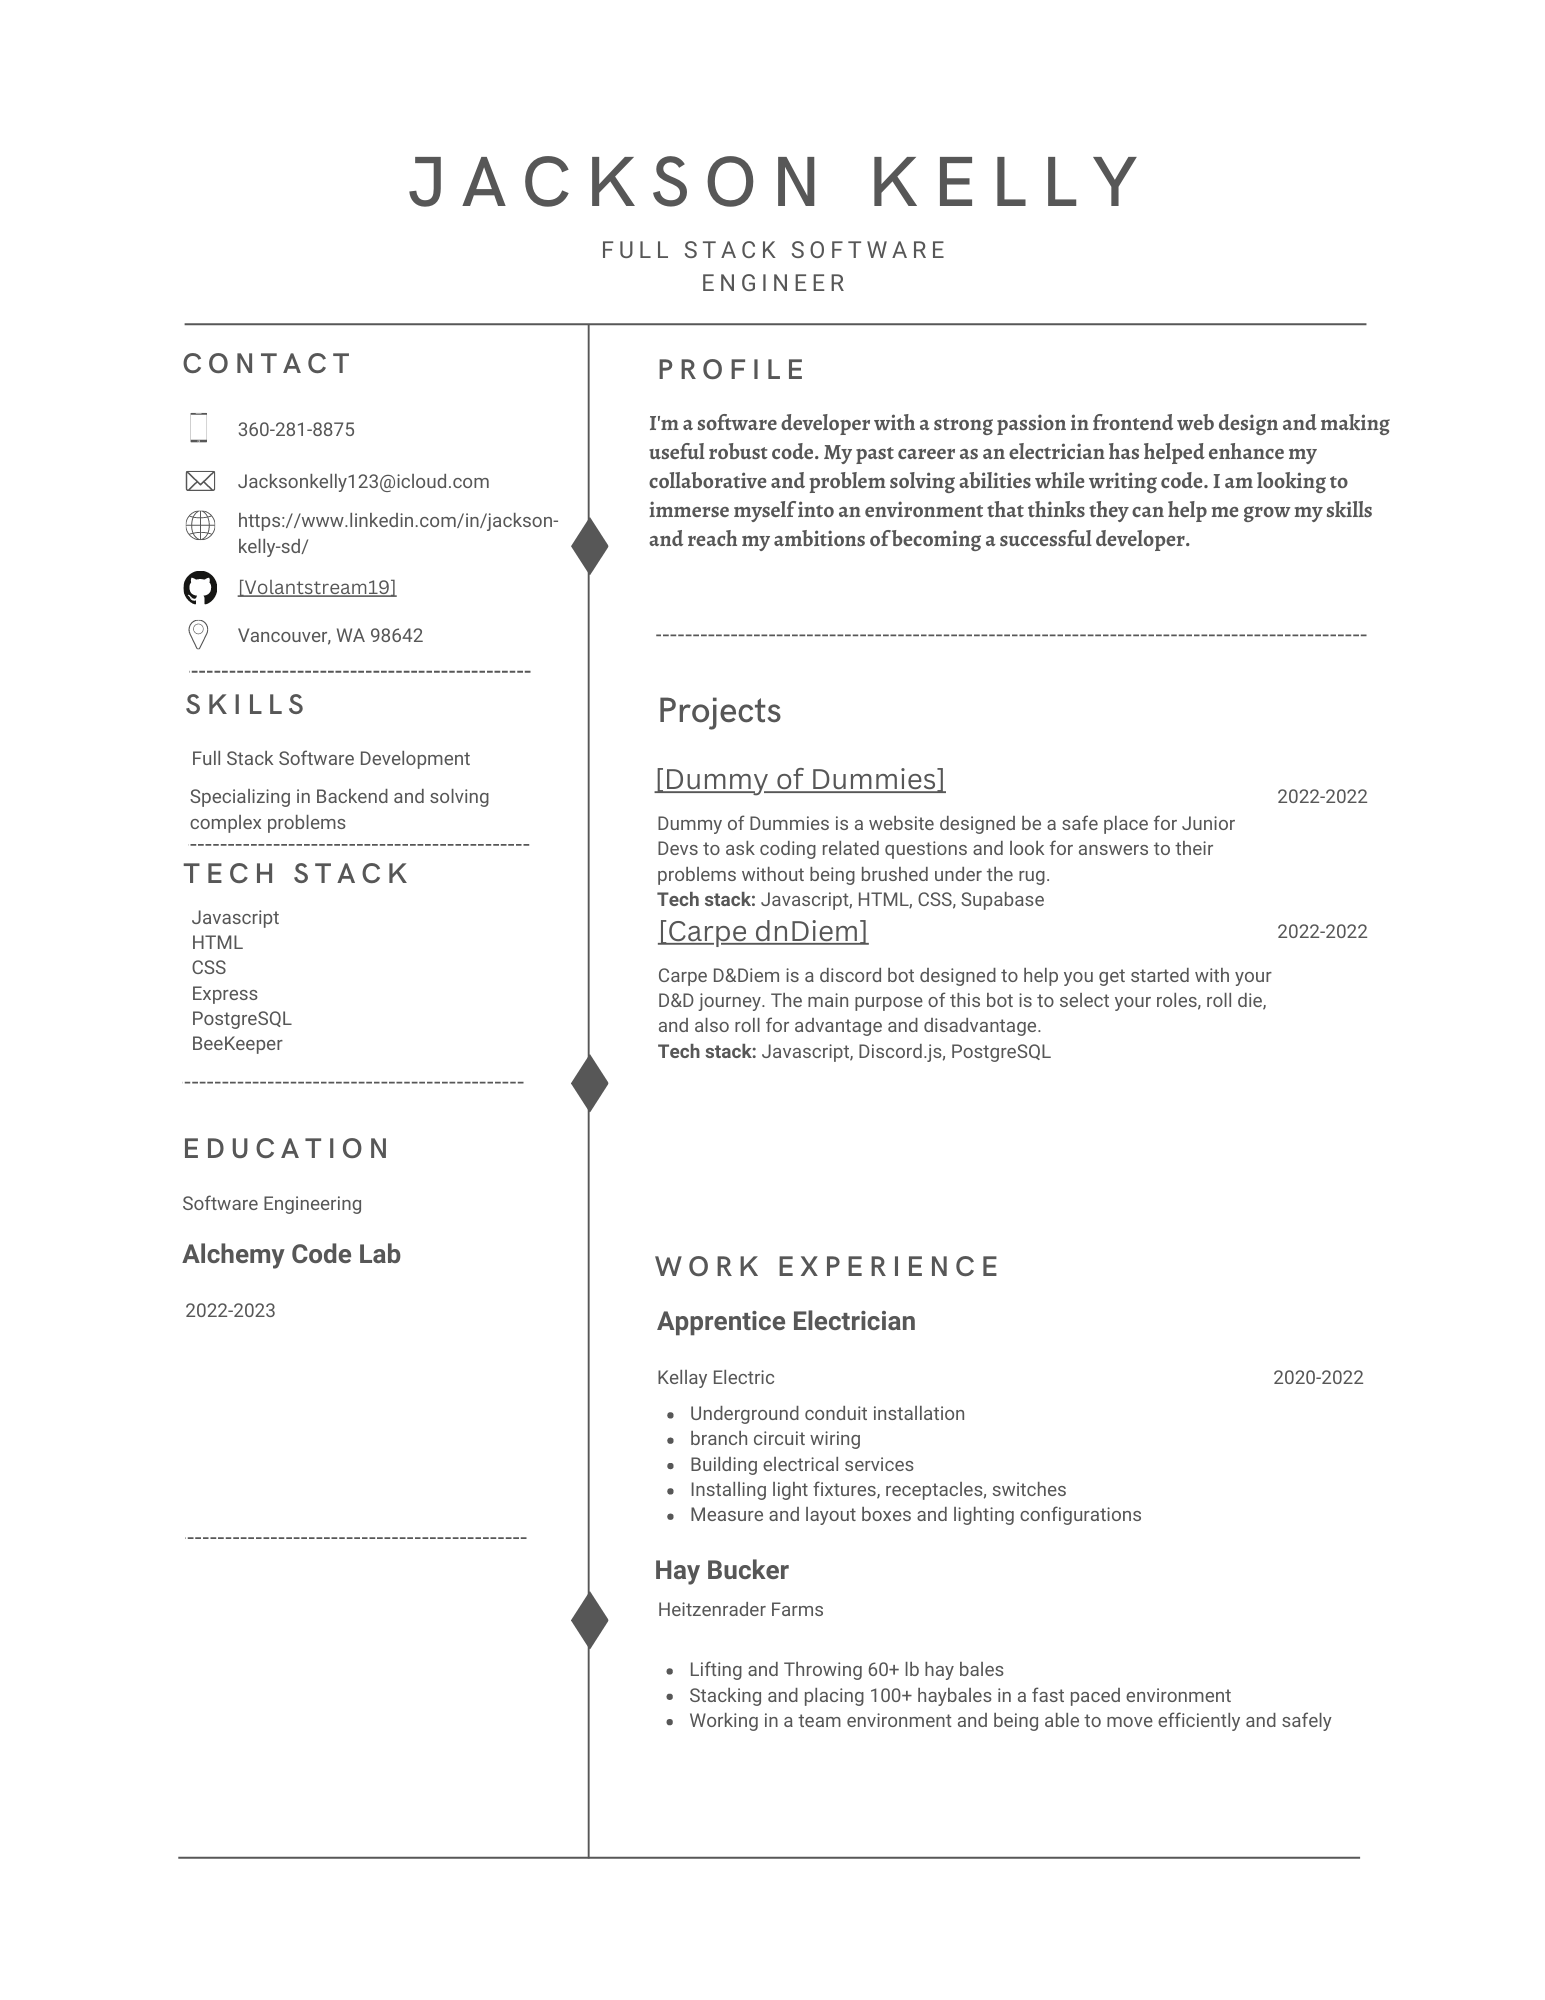 JACKSON KELLY
FULL STACK SOFTWARE
ENGINEER
CONTACT
360-281-8875
Jacksonkelly123@icloud.com
https://www.linkedin.com/in/jackson-
kelly-sd/
[Volantstream19]
Vancouver, WA 98642
SKILLS
Full Stack Software Development
Specializing in Backend and solving
complex problems
TECH STACK
Javascript
HTML
CSS
Express
PostgreSQL
BeeKeeper
EDUCATION
Software Engineering
Alchemy Code Lab
2022-2023
PROFILE
I'm a software developer with a strong passion in frontend web design and making
useful robust code. My past career as an electrician has helped enhance my
collaborative and problem solving abilities while writing code. I am looking to
immerse myself into an environment that thinks they can help me grow my skills
and reach my ambitions of becoming a successful developer.
Projects
[Dummy of Dummies]
2022-2022
Dummy of Dummies is a website designed be a safe place for Junior
Devs to ask coding related questions and look for answers to their
problems without being brushed under the rug.
Tech stack: Javascript, HTML, CSS, Supabase
[Carpe dnDiem]
2022-2022
Carpe D&Diem is a discord bot designed to help you get started with your
D&D journey. The main purpose of this bot is to select your roles, roll die,
and also roll for advantage and disadvantage.
Tech stack: Javascript, Discord.js, PostgreSQL
WORK EXPERIENCE
Apprentice Electrician
Kellay Electric
2020-2022
• Underground conduit installation
• branch circuit wiring
• Building electrical services
• Installing light fixtures, receptacles, switches
• Measure and layout boxes and lighting configurations
Hay Bucker
Heitzenrader Farms
• Lifting and Throwing 60+ lb hay bales
• Stacking and placing 100+ haybales in a fast paced environment
• Working in a team environment and being able to move efficiently and safely